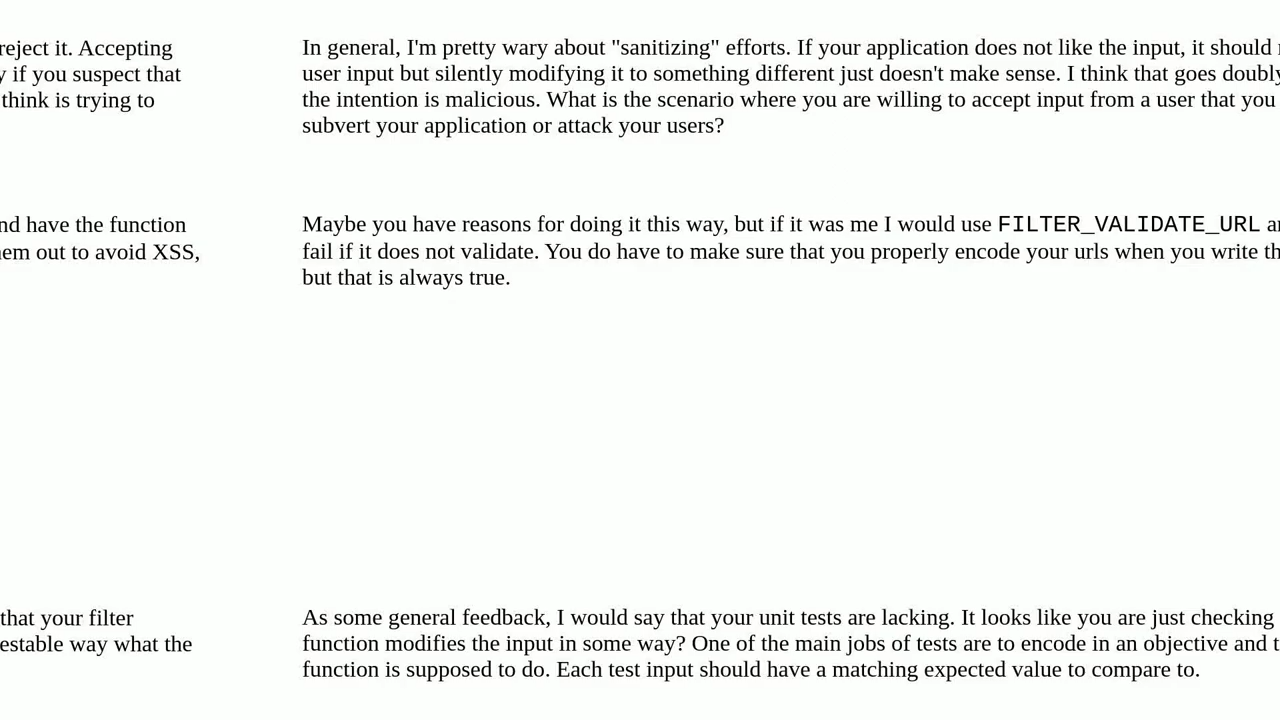 reject it. Accepting
y if you suspect that
think is trying to
In general, I'm pretty wary about "sanitizing" efforts. If your application does not like the input, it should
user input but silently modifying it to something different just doesn't make sense. I think that goes doubly
the intention is malicious. What is the scenario where you are willing to accept input from a user that you
subvert your application or attack your users?
nd have the function
em out to avoid XSS,
Maybe you have reasons for doing it this way, but if it was me I would use FILTER_VALIDATE_URL a
fail if it does not validate. You do have to make sure that you properly encode your urls when you write th
but that is always true.
that your filter
estable way what the
As some general feedback, I would say that your unit tests are lacking. It looks like you are just checking
function modifies the input in some way? One of the main jobs of tests are to encode in an objective and t
function is supposed to do. Each test input should have a matching expected value to compare to.